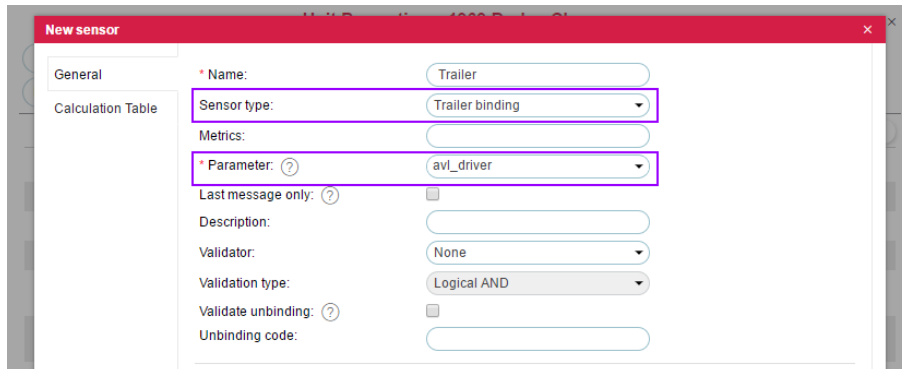 New sensor ×
General
Calculation Table
* Name: Trailer
Sensor type: Trailer binding
Metrics:
* Parameter: ? avl_driver
Last message only: ?
Description:
Validator: None
Validation type: Logical AND
Validate unbinding: ?
Unbinding code: